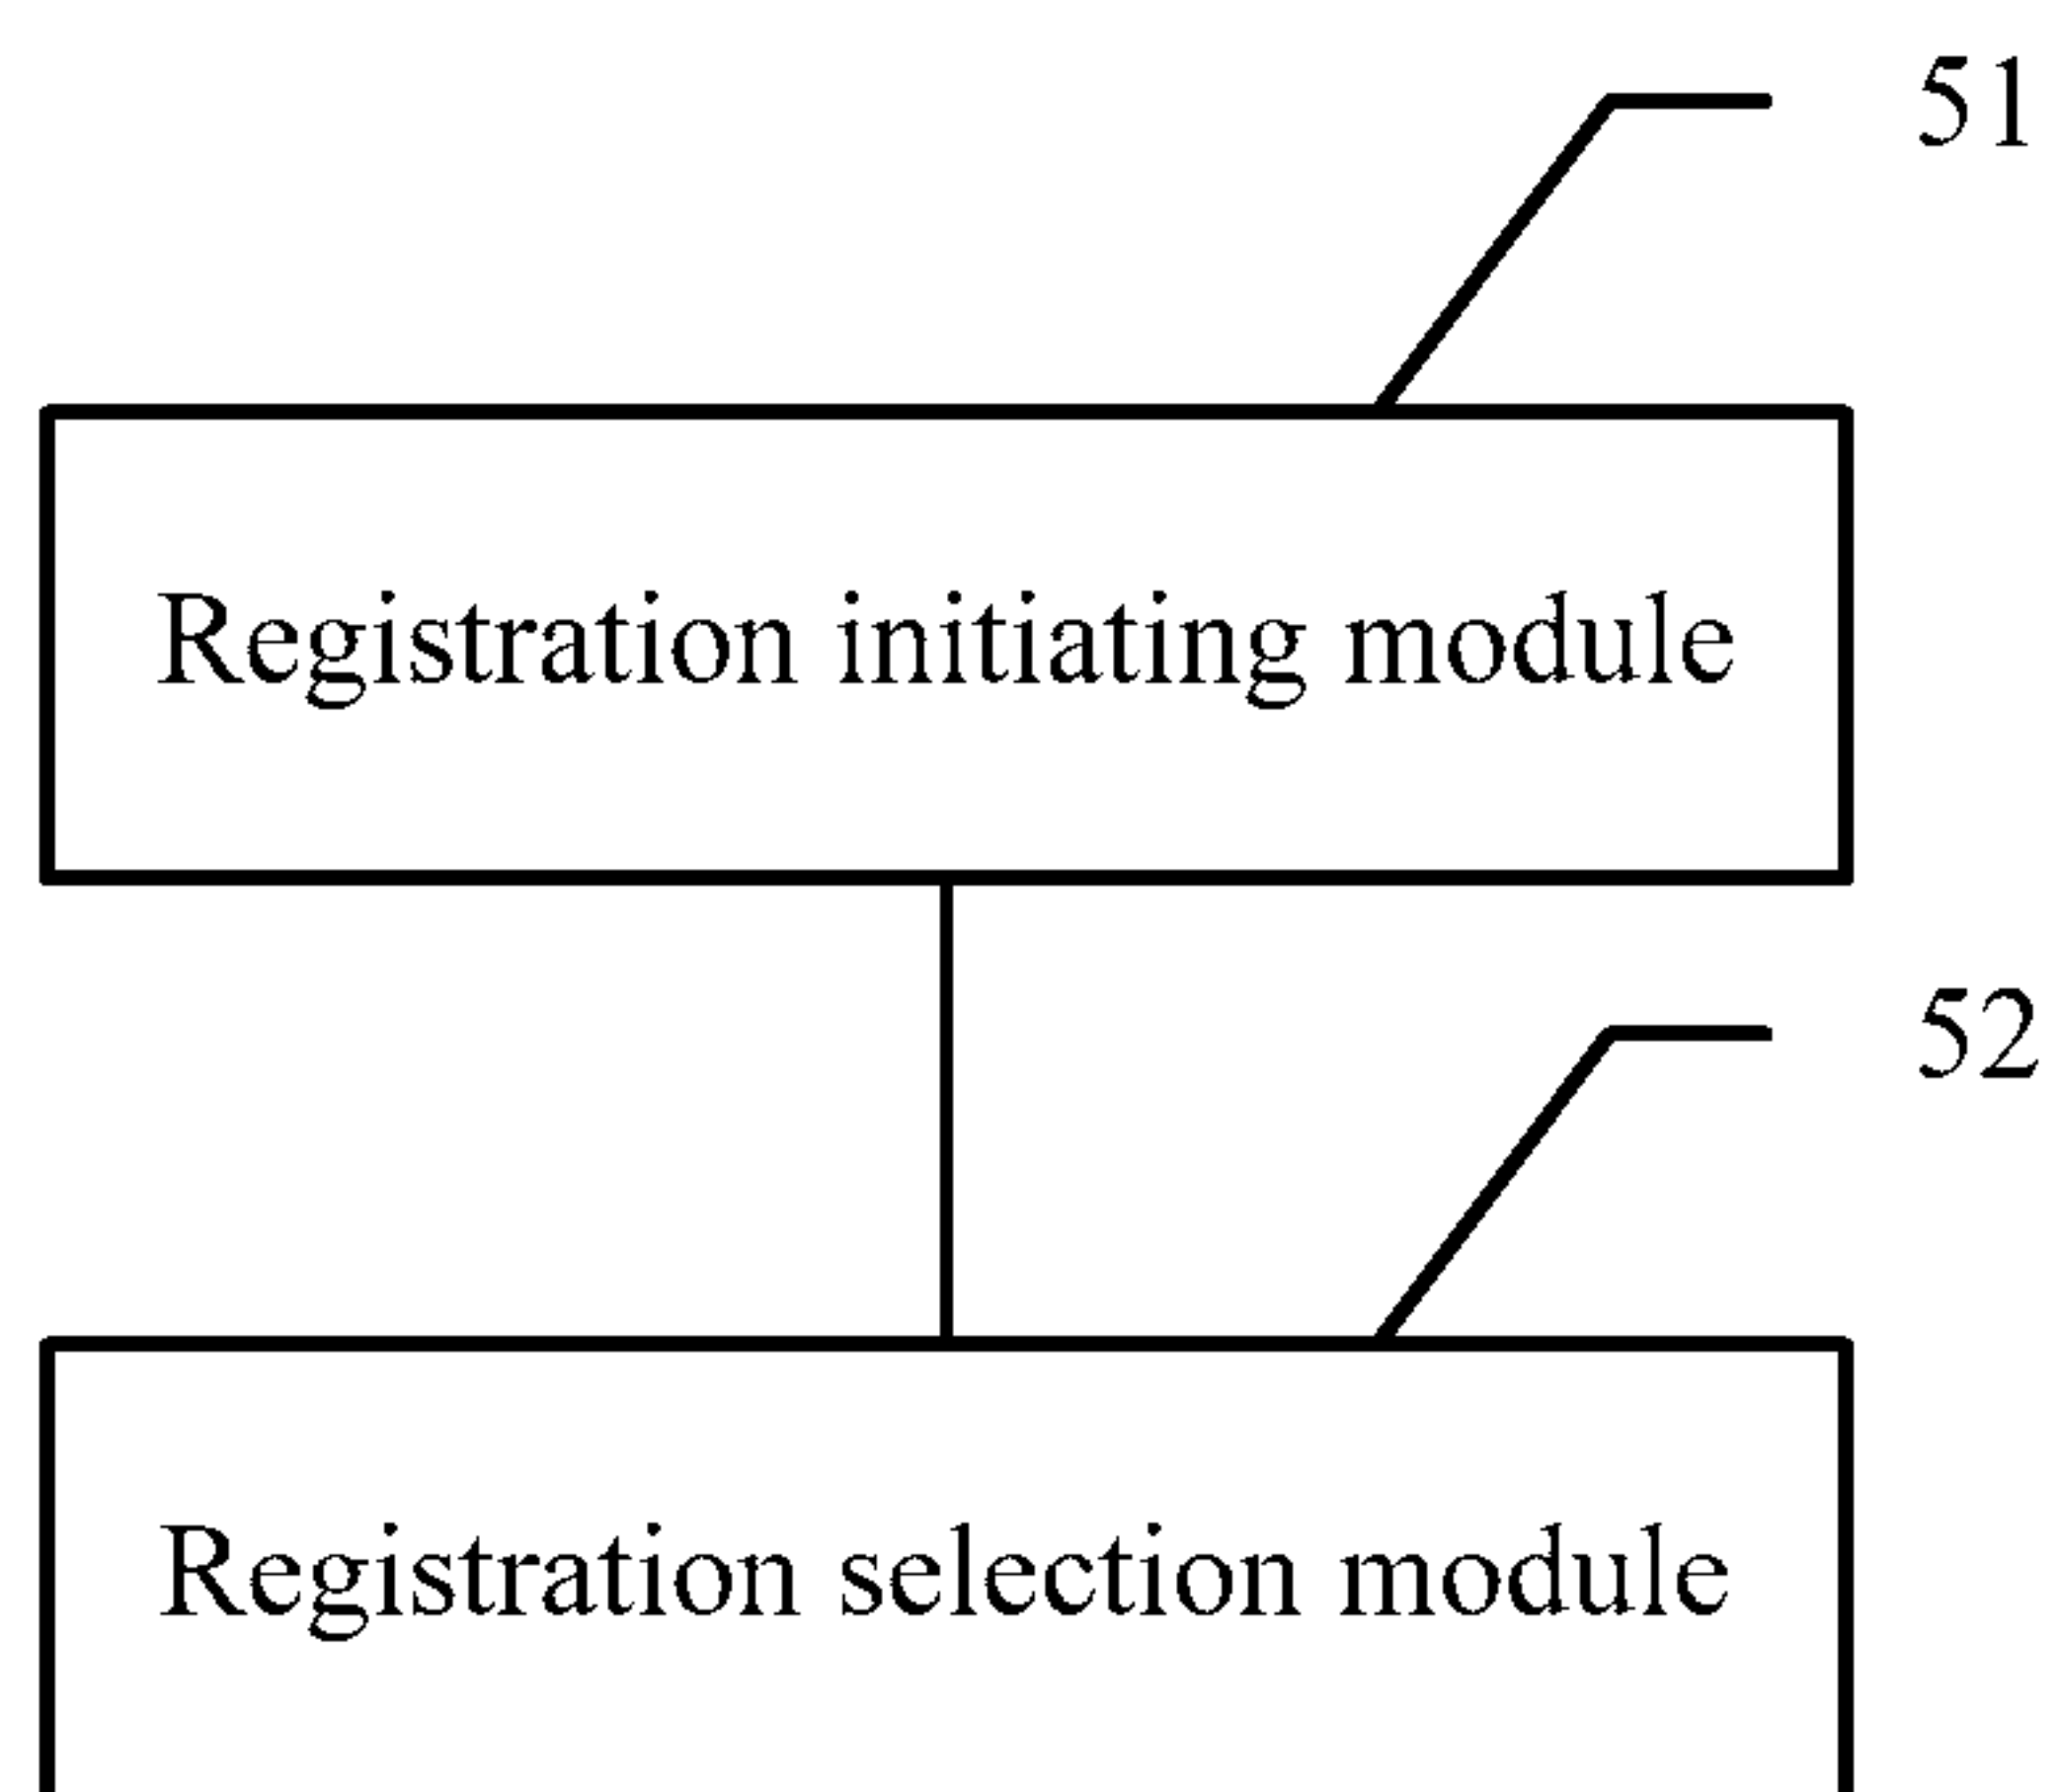 51
Registration initiating module
52
Registration selection module